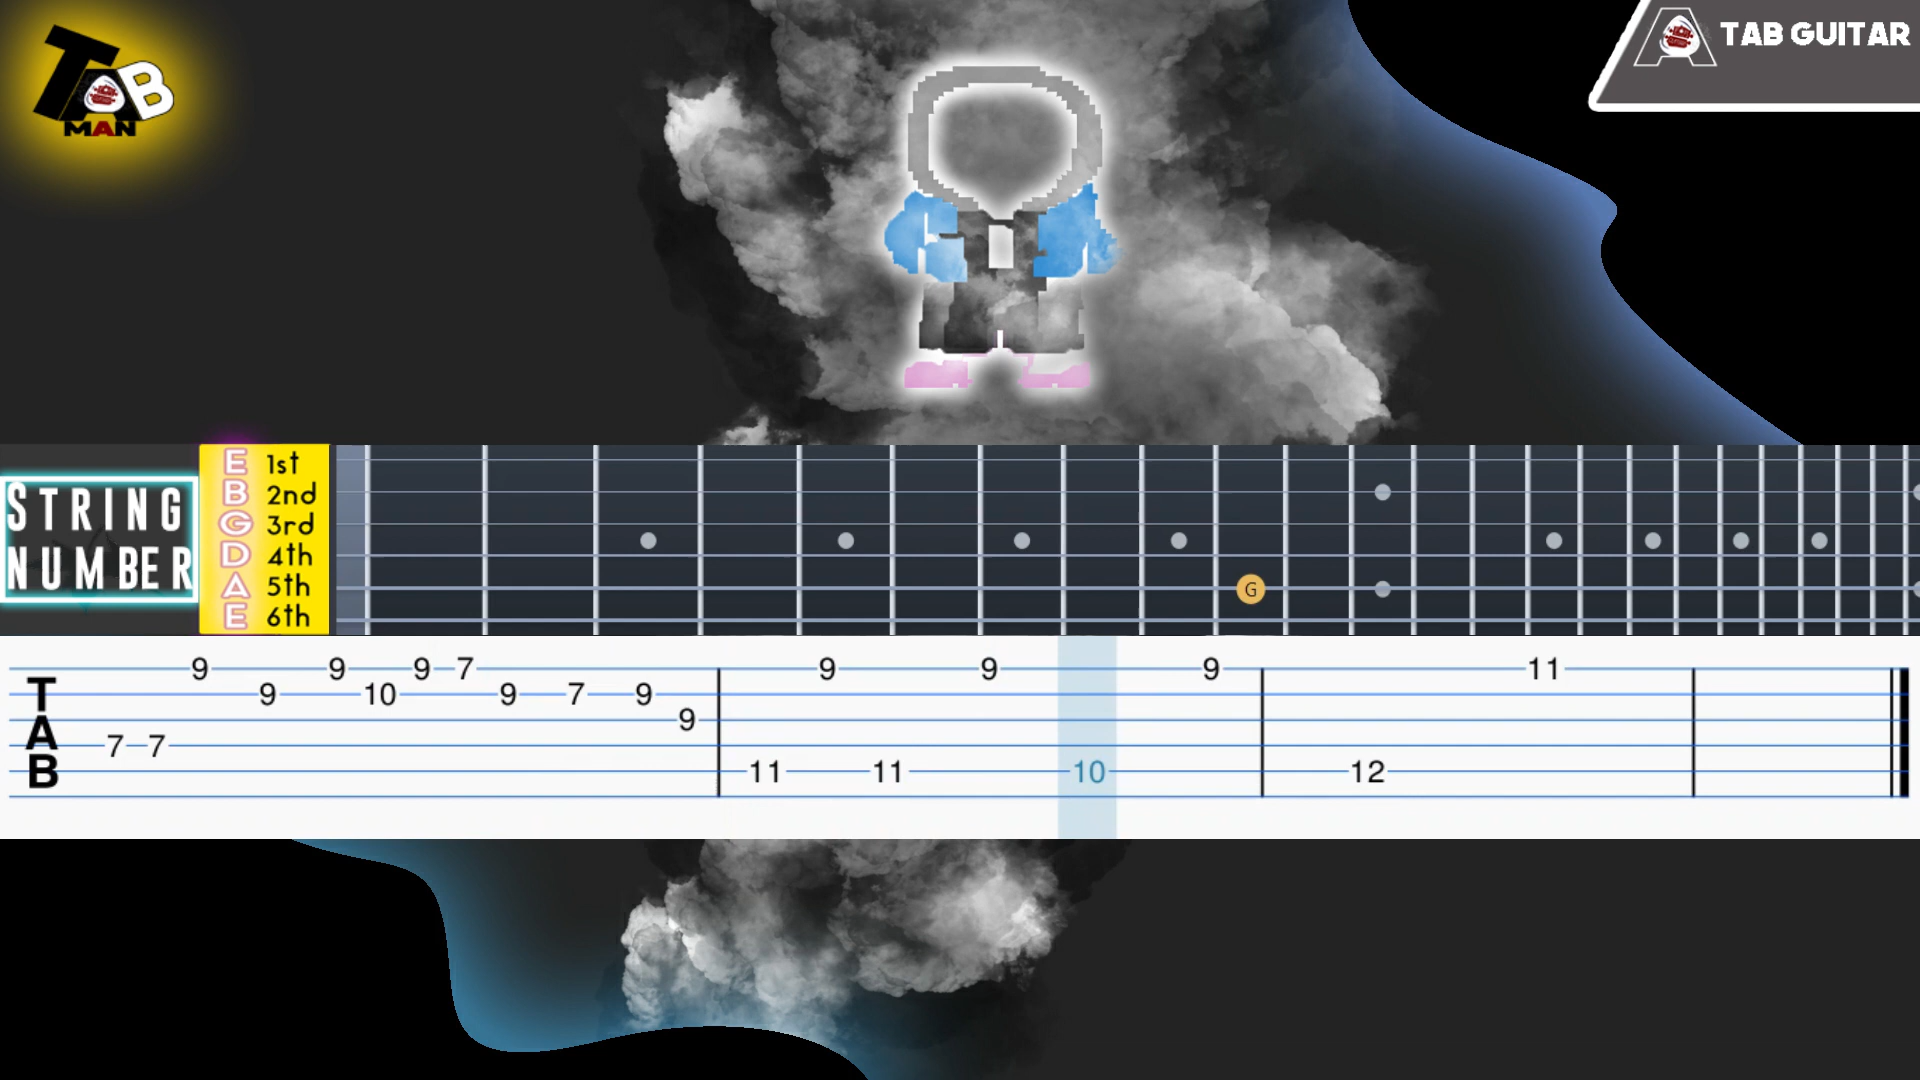 TAB
MAN
TAB GUITAR
STRING
NUMBER
E 1st
B 2nd
G 3rd
D 4th
A 5th
E 6th
G
9 9 9 7 9 9 9 11
9 10 9 7 9
T
9
A
7 7
B
11 11 10 12